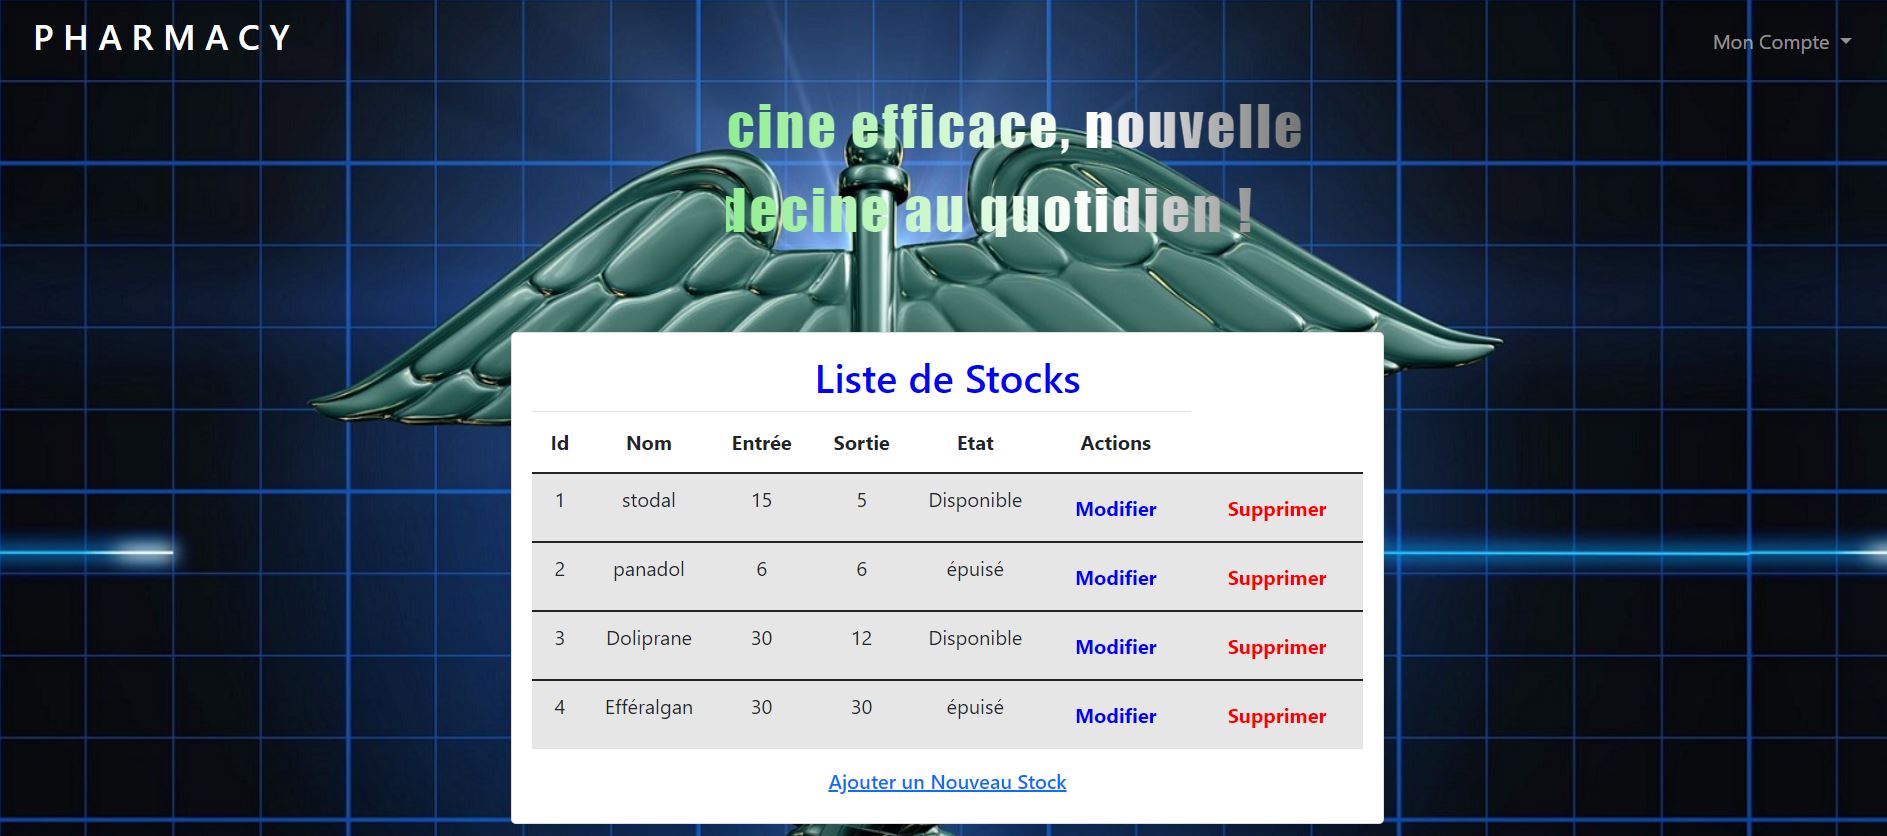 PHARMACY
Mon Compte
cine efficace, nouvelle
decine au quotidien !
Liste de Stocks
Id Nom Entrée Sortie Etat Actions
1 stodal 15 5 Disponible Modifier Supprimer
2 panadol 6 6 épuisé Modifier Supprimer
3 Doliprane 30 12 Disponible Modifier Supprimer
4 Efféralgan 30 30 épuisé Modifier Supprimer
Ajouter un Nouveau Stock